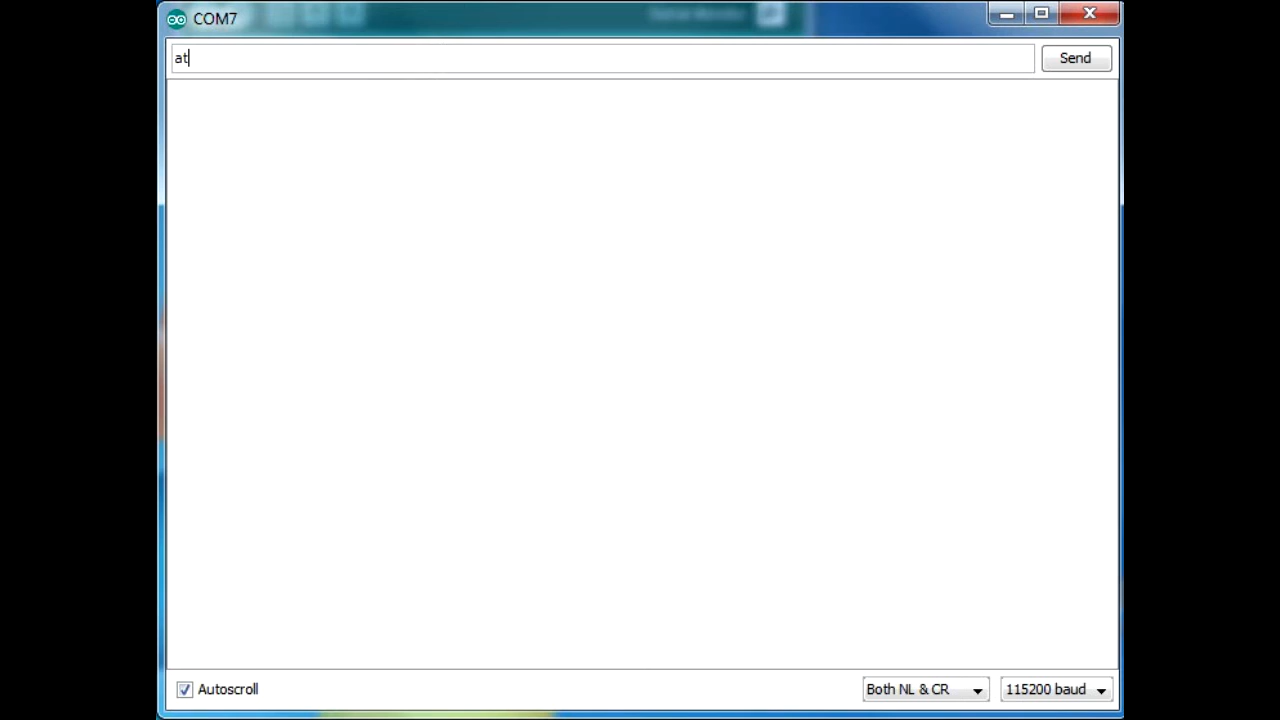 COM7
at
Send
Autoscroll
Both NL & CR
115200 baud